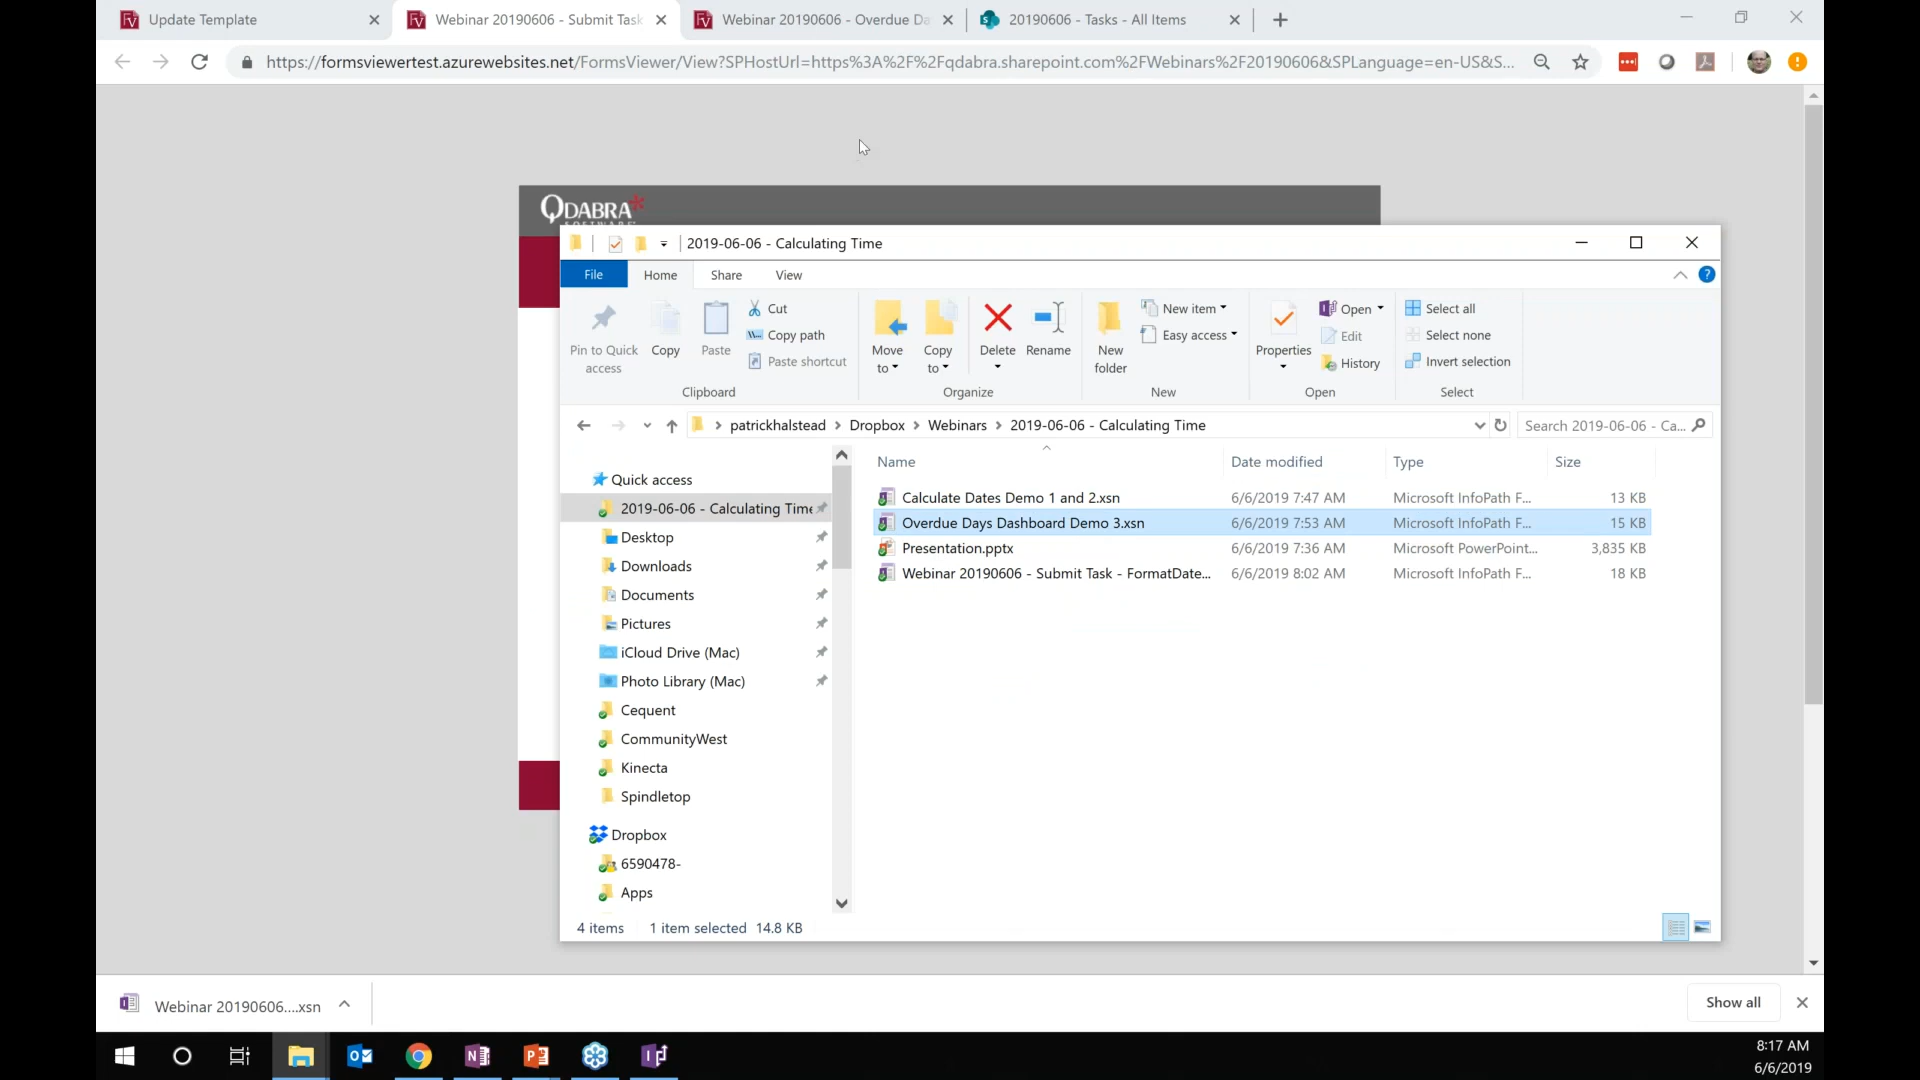 Update Template
Webinar 20190606 - Submit Task
Webinar 20190606 - Overdue Da
20190606 - Tasks - All Items
https://formsviewertest.azurewebsites.net/FormsViewer/View?SPHostUrl=https%3A%2F%2Fqdabra.sharepoint.com%2FWebinars%2F20190606&SPLanguage=en-US&S...
QDABRA
SOFTWARE
2019-06-06 - Calculating Time
File Home Share View
Pin to Quick access
Copy
Paste
Cut
Copy path
Paste shortcut
Clipboard
Move to
Copy to
Delete
Rename
Organize
New folder
New item
Easy access
New
Properties
Open
Edit
History
Open
Select all
Select none
Invert selection
Select
patrickhalstead > Dropbox > Webinars > 2019-06-06 - Calculating Time
Search 2019-06-06 - Ca...
Quick access
2019-06-06 - Calculating Time
Desktop
Downloads
Documents
Pictures
iCloud Drive (Mac)
Photo Library (Mac)
Cequent
CommunityWest
Kinecta
Spindletop
Dropbox
6590478-
Apps
Name Date modified Type Size
Calculate Dates Demo 1 and 2.xsn 6/6/2019 7:47 AM Microsoft InfoPath F... 13 KB
Overdue Days Dashboard Demo 3.xsn 6/6/2019 7:53 AM Microsoft InfoPath F... 15 KB
Presentation.pptx 6/6/2019 7:36 AM Microsoft PowerPoint... 3,835 KB
Webinar 20190606 - Submit Task - FormatDate... 6/6/2019 8:02 AM Microsoft InfoPath F... 18 KB
4 items 1 item selected 14.8 KB
Webinar 20190606....xsn
Show all
8:17 AM
6/6/2019